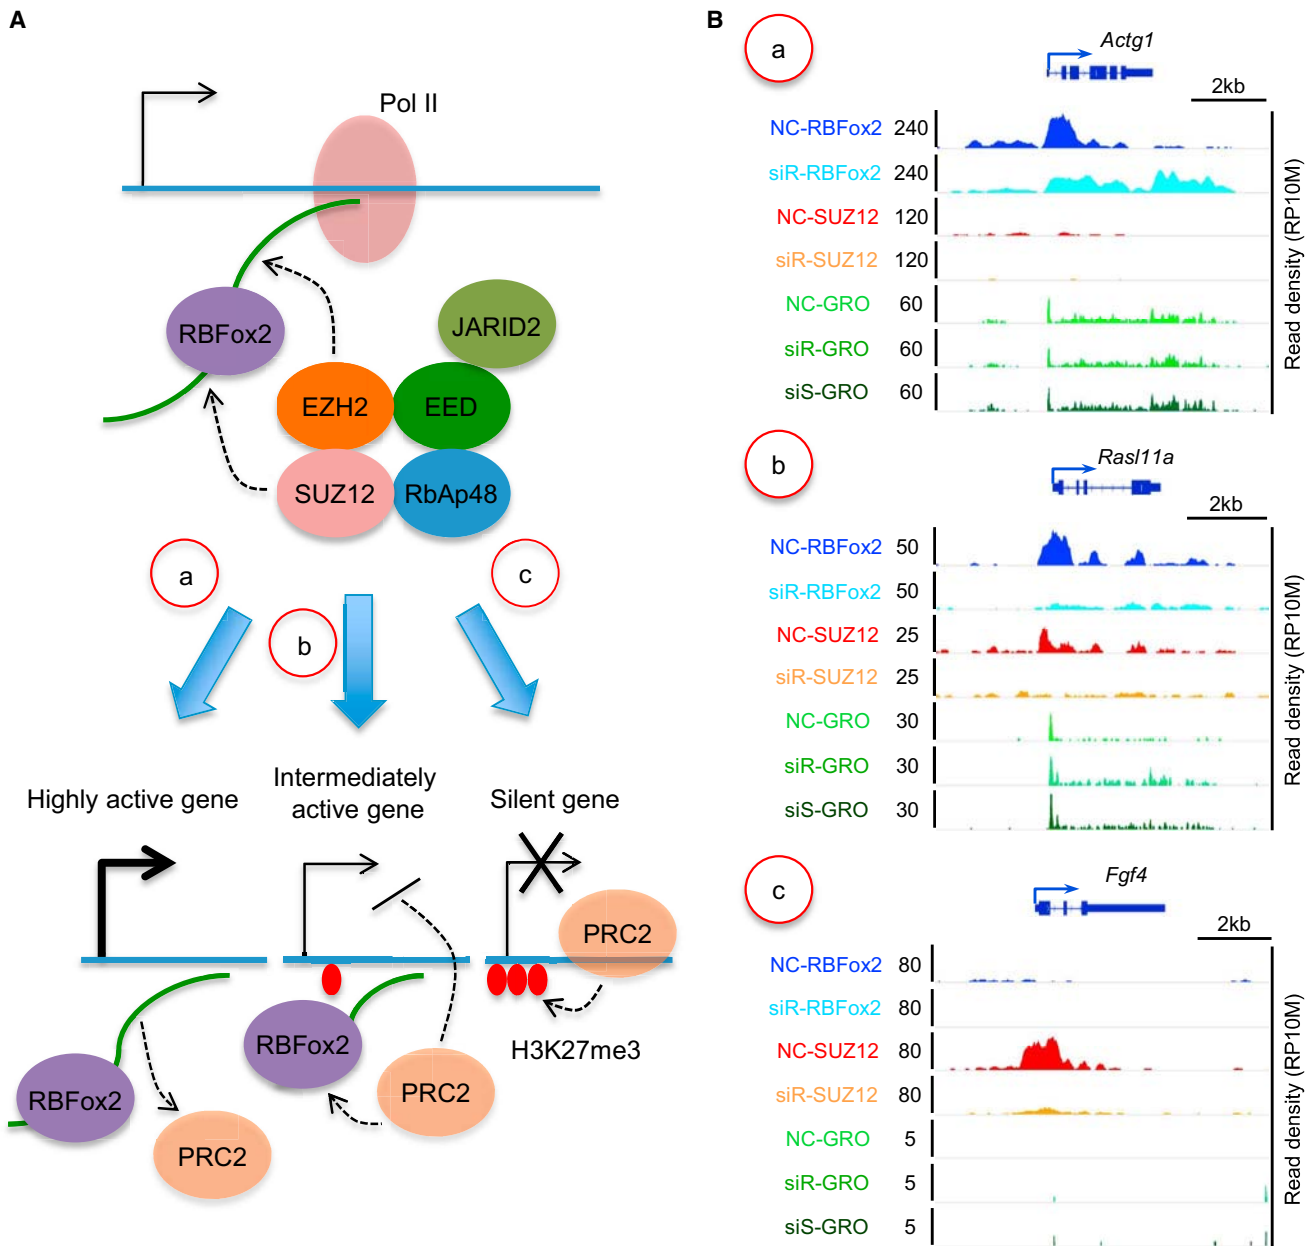 A
Pol II
RBFox2
JARID2
EZH2
EED
SUZ12
RbAp48
a
b
c
Highly active gene
Intermediately
active gene
Silent gene
RBFox2
PRC2
RBFox2
PRC2
PRC2
H3K27me3
B
a
Actg1
2kb
NC-RBFox2 240
siR-RBFox2 240
NC-SUZ12 120
siR-SUZ12 120
NC-GRO 60
siR-GRO 60
siS-GRO 60
Read density (RP10M)
b
Rasl11a
2kb
NC-RBFox2 50
siR-RBFox2 50
NC-SUZ12 25
siR-SUZ12 25
NC-GRO 30
siR-GRO 30
siS-GRO 30
Read density (RP10M)
c
Fgf4
2kb
NC-RBFox2 80
siR-RBFox2 80
NC-SUZ12 80
siR-SUZ12 80
NC-GRO 5
siR-GRO 5
siS-GRO 5
Read density (RP10M)